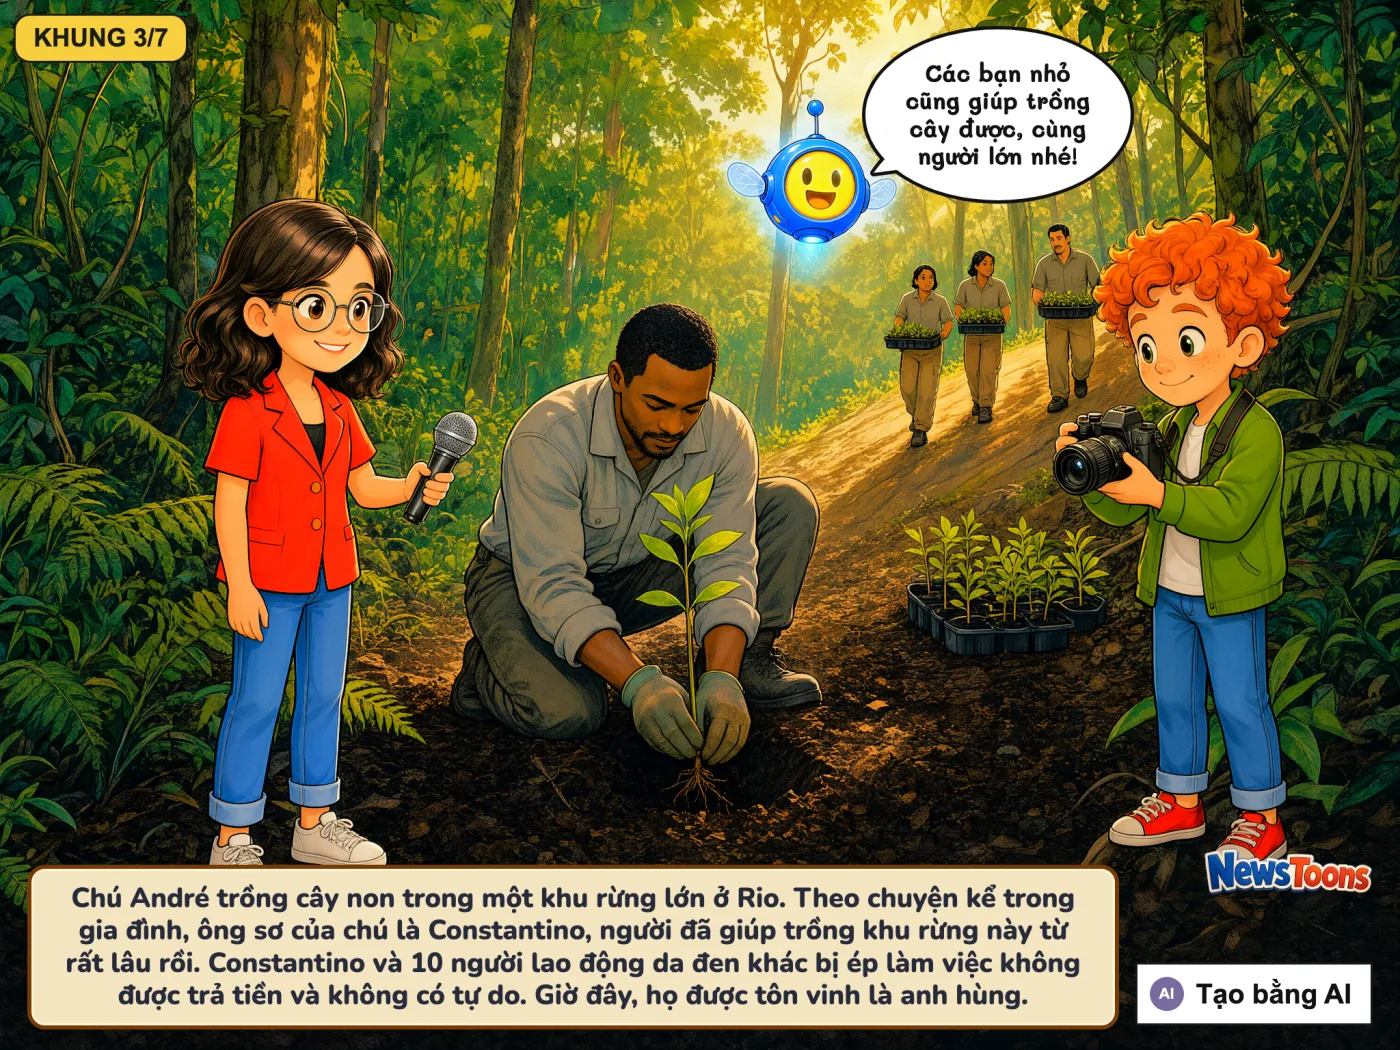 KHUNG 3/7
Các bạn nhỏ
cũng giúp trồng
cây được, cùng
người lớn nhé!
Chú André trồng cây non trong một khu rừng lớn ở Rio. Theo chuyện kể trong
gia đình, ông sơ của chú là Constantino, người đã giúp trồng khu rừng này từ
rất lâu rồi. Constantino và 10 người lao động da đen khác bị ép làm việc không
được trả tiền và không có tự do. Giờ đây, họ được tôn vinh là anh hùng.
NewsToons
AI Tạo bằng AI